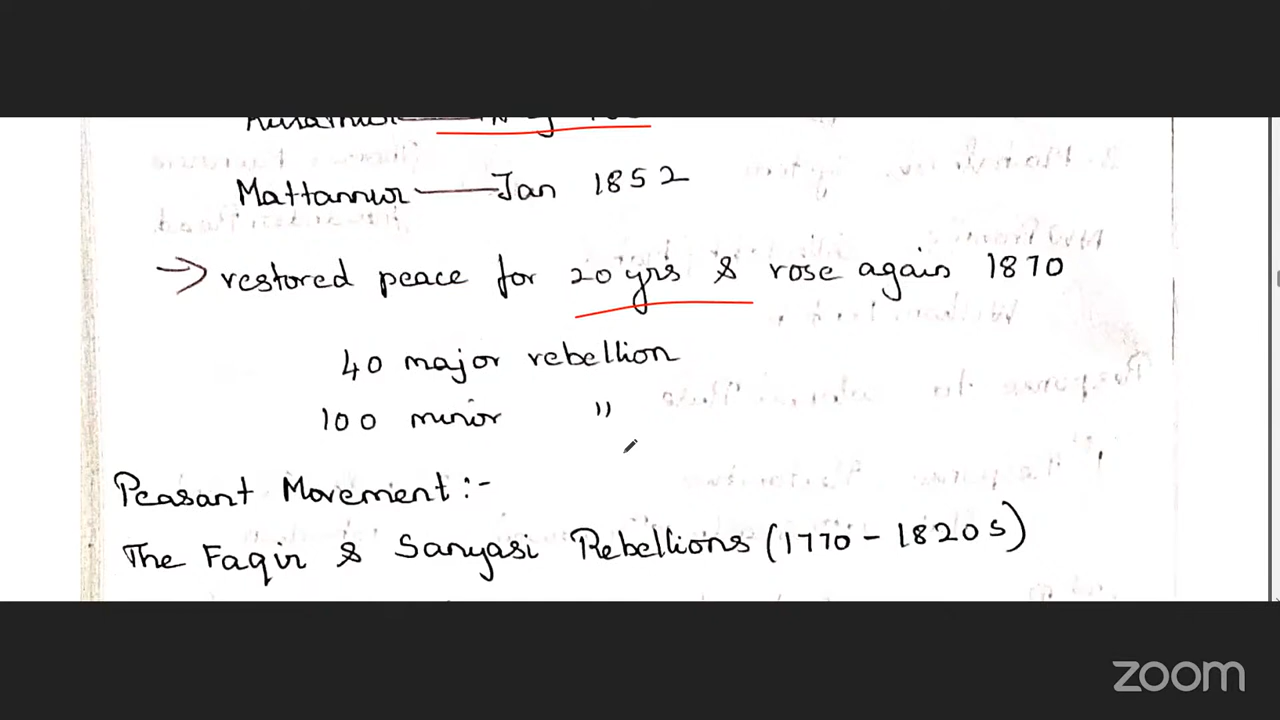 Mattannur — Jan 1852
→ restored peace for 20 yrs & rose again 1870
40 major rebellion
100 minor "
Peasant Movement :-
The Faqir & Sanyasi Rebellions (1770 - 1820s)
zoom